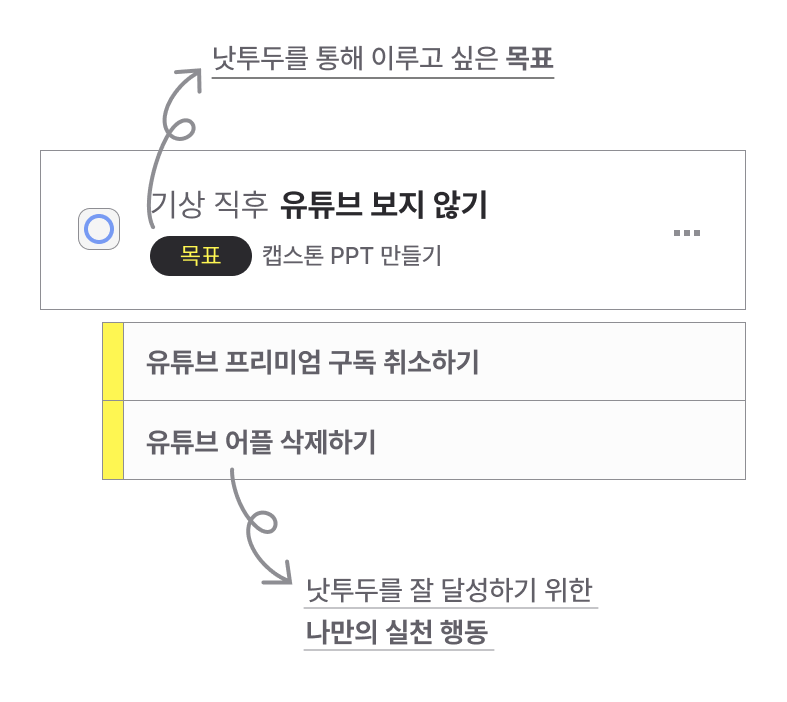 낫투두를 통해 이루고 싶은 목표
기상 직후 유튜브 보지 않기
목표 캡스톤 PPT 만들기
유튜브 프리미엄 구독 취소하기
유튜브 어플 삭제하기
낫투두를 잘 달성하기 위한
나만의 실천 행동